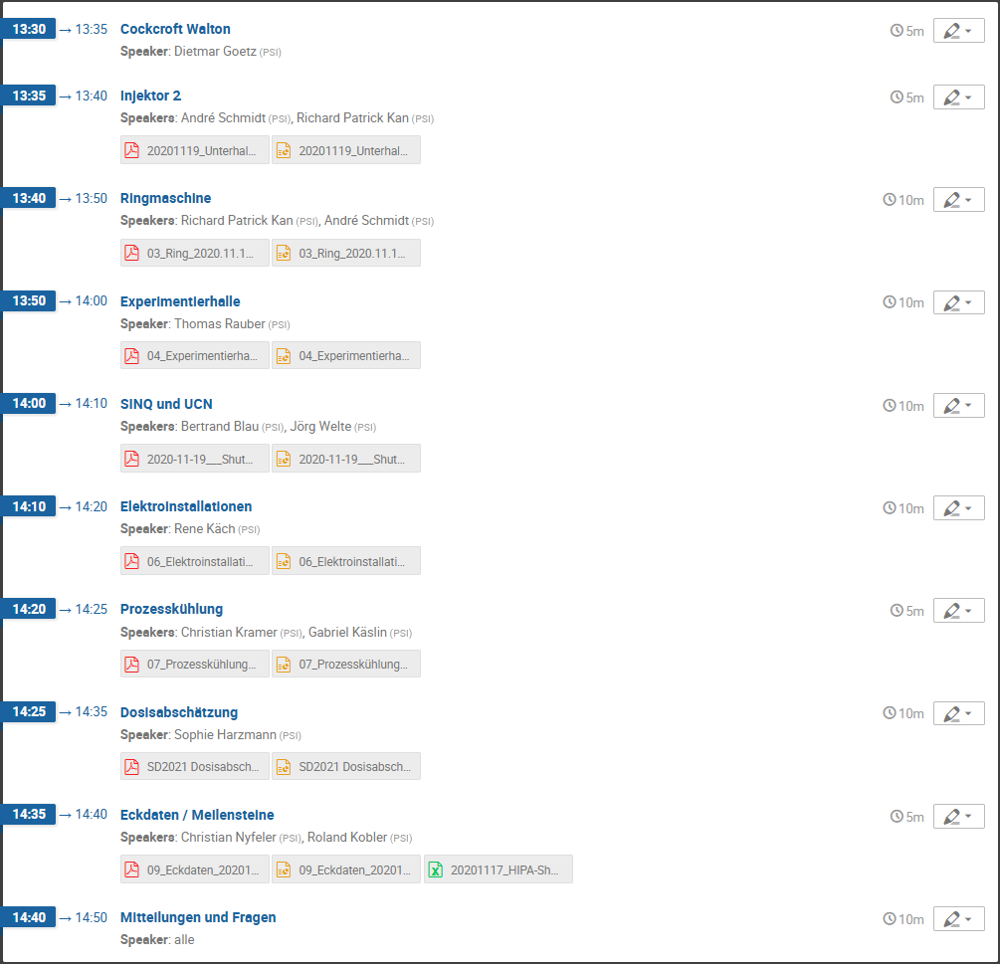 13:30 → 13:35 Cockcroft Walton 5m
Speaker: Dietmar Goetz (PSI)
13:35 → 13:40 Injektor 2 5m
Speakers: André Schmidt (PSI), Richard Patrick Kan (PSI)
20201119_Unterhal... 20201119_Unterhal...
13:40 → 13:50 Ringmaschine 10m
Speakers: Richard Patrick Kan (PSI), André Schmidt (PSI)
03_Ring_2020.11.1... 03_Ring_2020.11.1...
13:50 → 14:00 Experimentierhalle 10m
Speaker: Thomas Rauber (PSI)
04_Experimentierha... 04_Experimentierha...
14:00 → 14:10 SINQ und UCN 10m
Speakers: Bertrand Blau (PSI), Jörg Welte (PSI)
2020-11-19___Shut... 2020-11-19___Shut...
14:10 → 14:20 Elektroinstallationen 10m
Speaker: Rene Käch (PSI)
06_Elektroinstallati... 06_Elektroinstallati...
14:20 → 14:25 Prozesskühlung 5m
Speakers: Christian Kramer (PSI), Gabriel Käslin (PSI)
07_Prozesskühlung... 07_Prozesskühlung...
14:25 → 14:35 Dosisabschätzung 10m
Speaker: Sophie Harzmann (PSI)
SD2021 Dosisabsch... SD2021 Dosisabsch...
14:35 → 14:40 Eckdaten / Meilensteine 5m
Speakers: Christian Nyfeler (PSI), Roland Kobler (PSI)
09_Eckdaten_20201... 09_Eckdaten_20201... 20201117_HIPA-Sh...
14:40 → 14:50 Mitteilungen und Fragen 10m
Speaker: alle